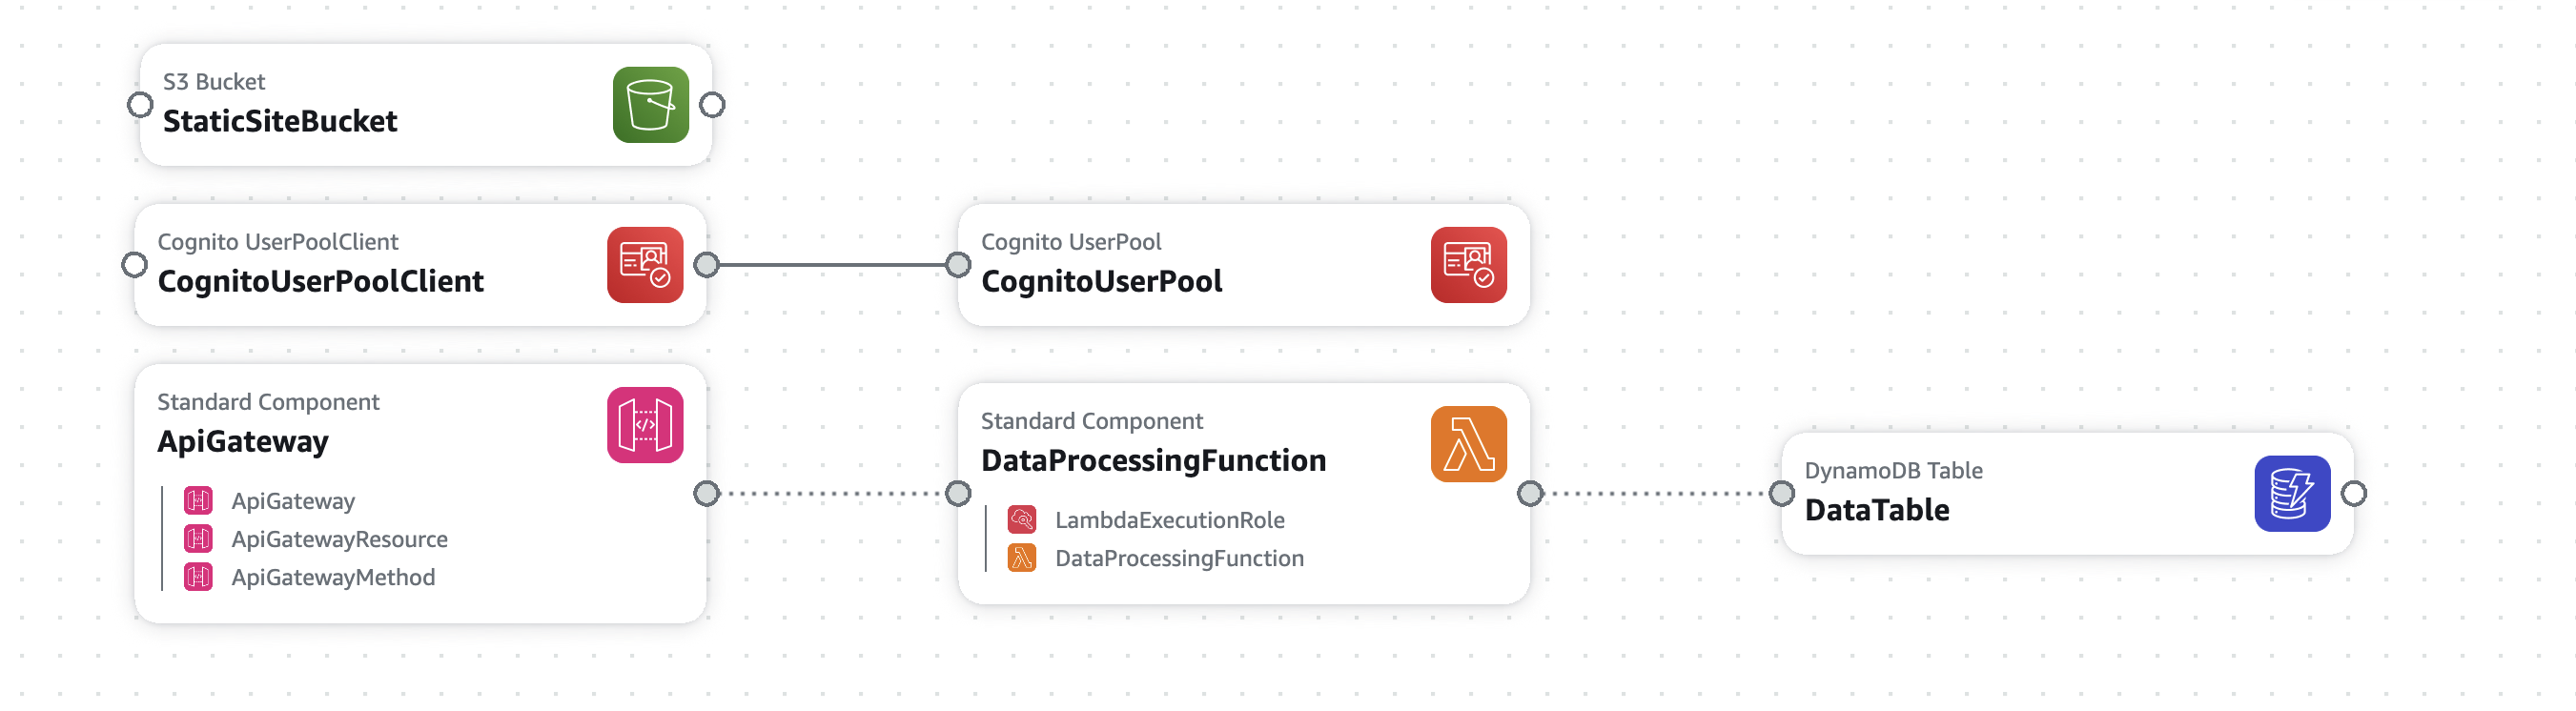 S3 Bucket
StaticSiteBucket
Cognito UserPoolClient
CognitoUserPoolClient
Cognito UserPool
CognitoUserPool
Standard Component
ApiGateway
ApiGateway
ApiGatewayResource
ApiGatewayMethod
Standard Component
DataProcessingFunction
LambdaExecutionRole
DataProcessingFunction
DynamoDB Table
DataTable